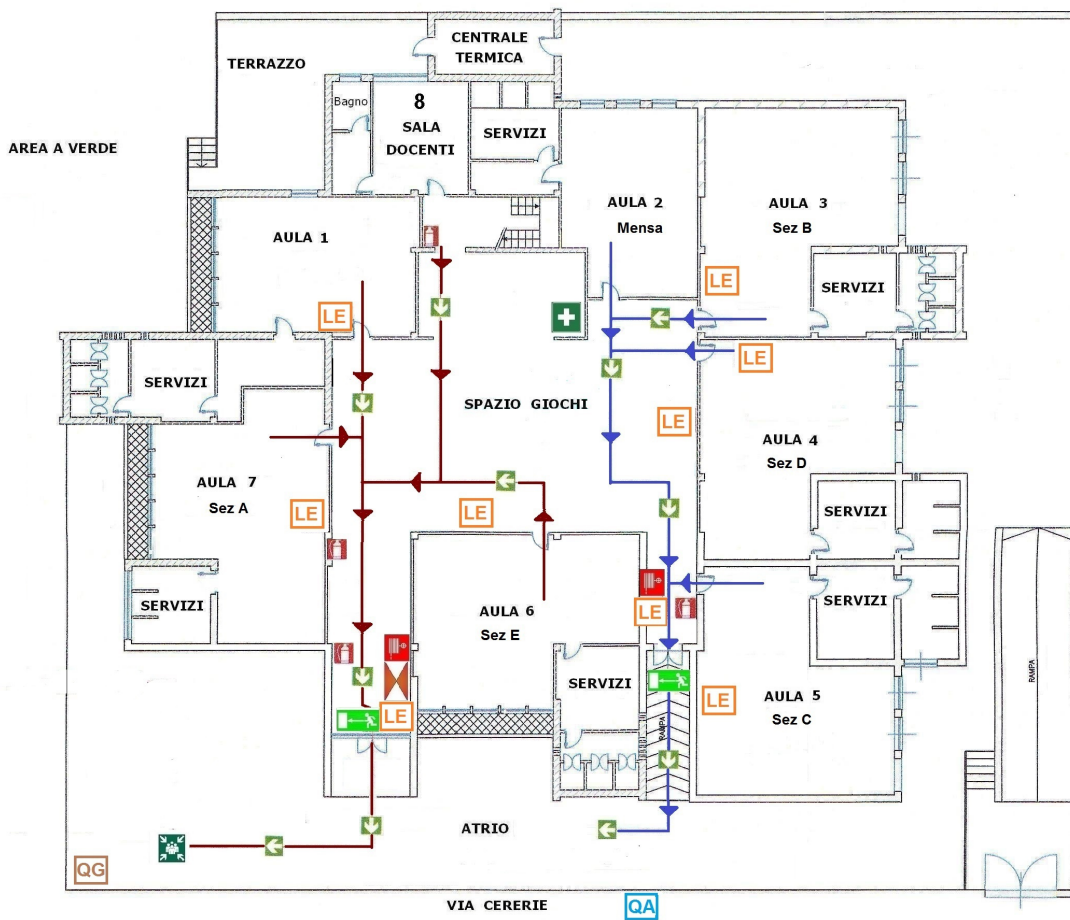 CENTRALE
TERMICA
TERRAZZO
Bagno
8
SALA
DOCENTI
SERVIZI
AREA A VERDE
AULA 1
AULA 2
Mensa
AULA 3
Sez B
SERVIZI
LE
LE
LE
SERVIZI
SPAZIO GIOCHI
LE
AULA 4
Sez D
AULA 7
Sez A
LE
LE
SERVIZI
SERVIZI
SERVIZI
AULA 6
Sez E
LE
SERVIZI
LE
LE
AULA 5
Sez C
RAMPA
RAMPA
ATRIO
QG
VIA CERERIE
QA